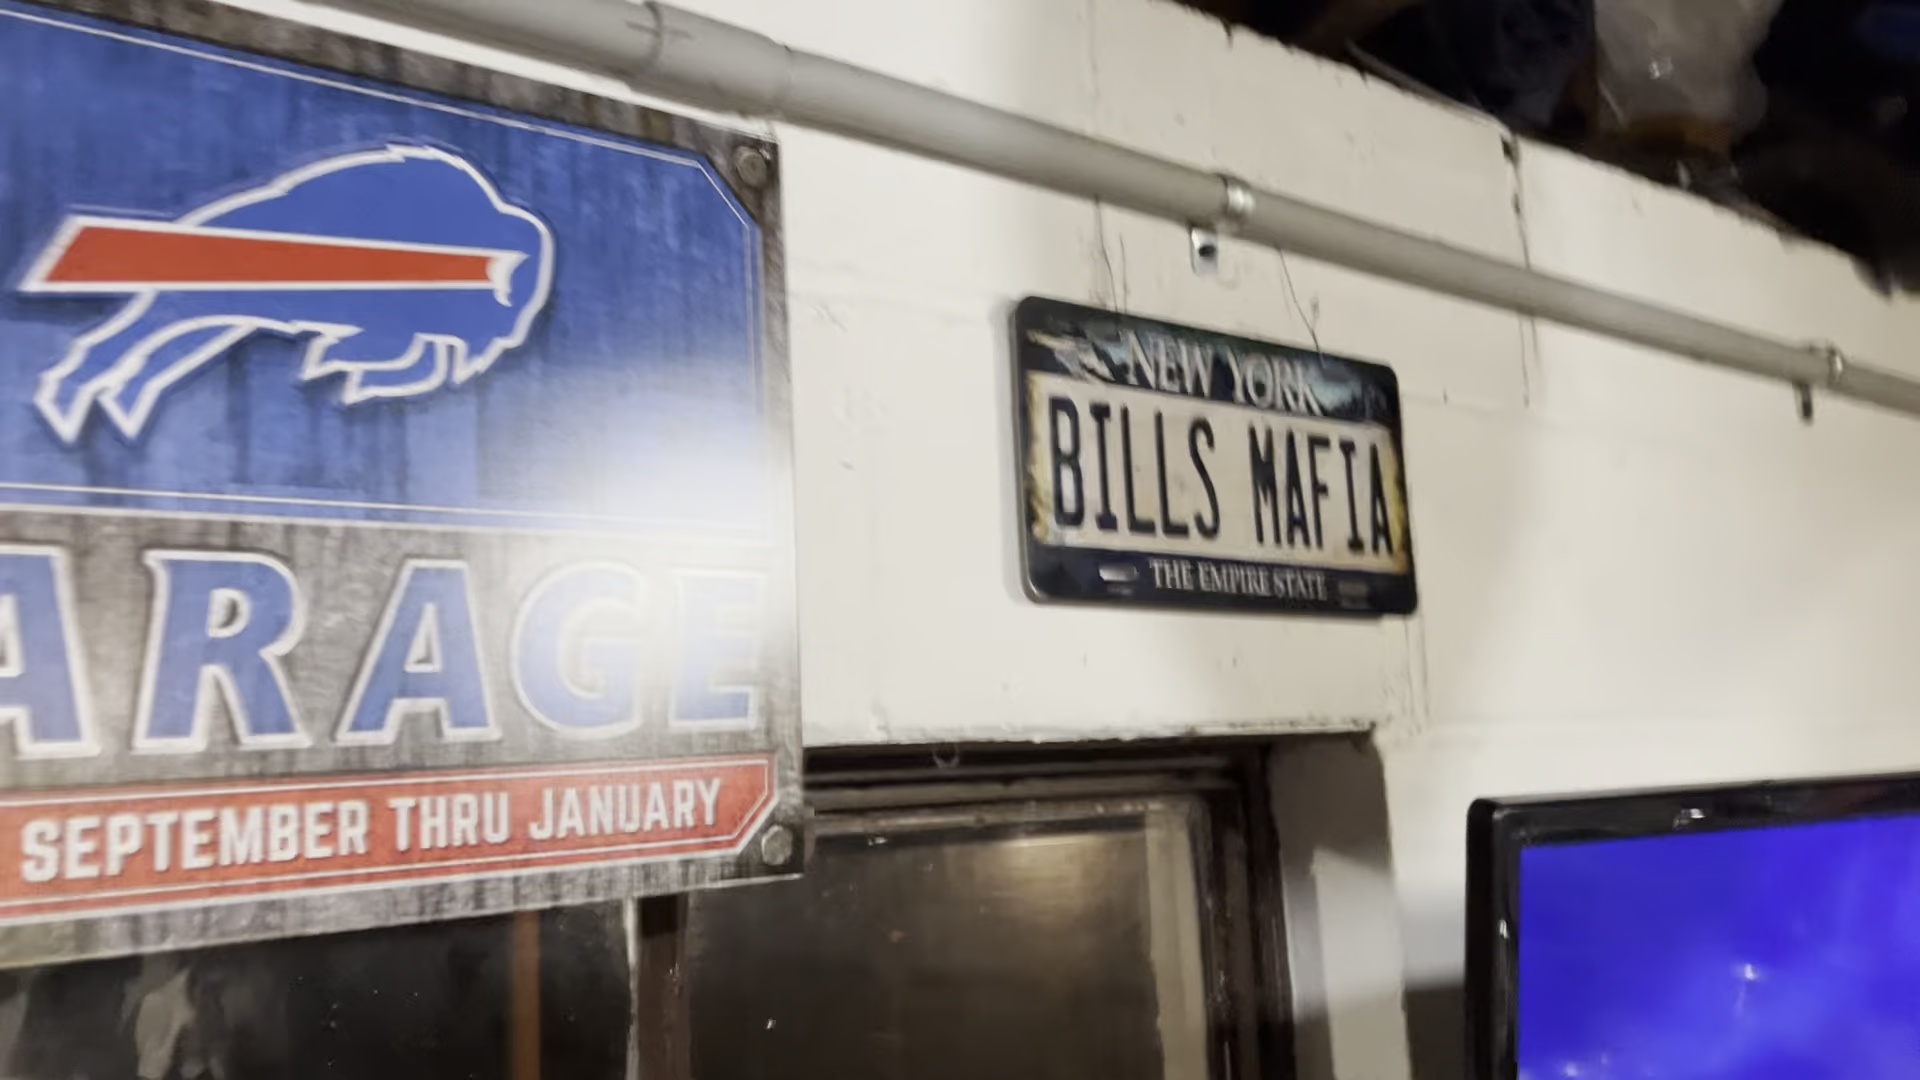 ARAGE
SEPTEMBER THRU JANUARY
NEW YORK
BILLS MAFIA
THE EMPIRE STATE